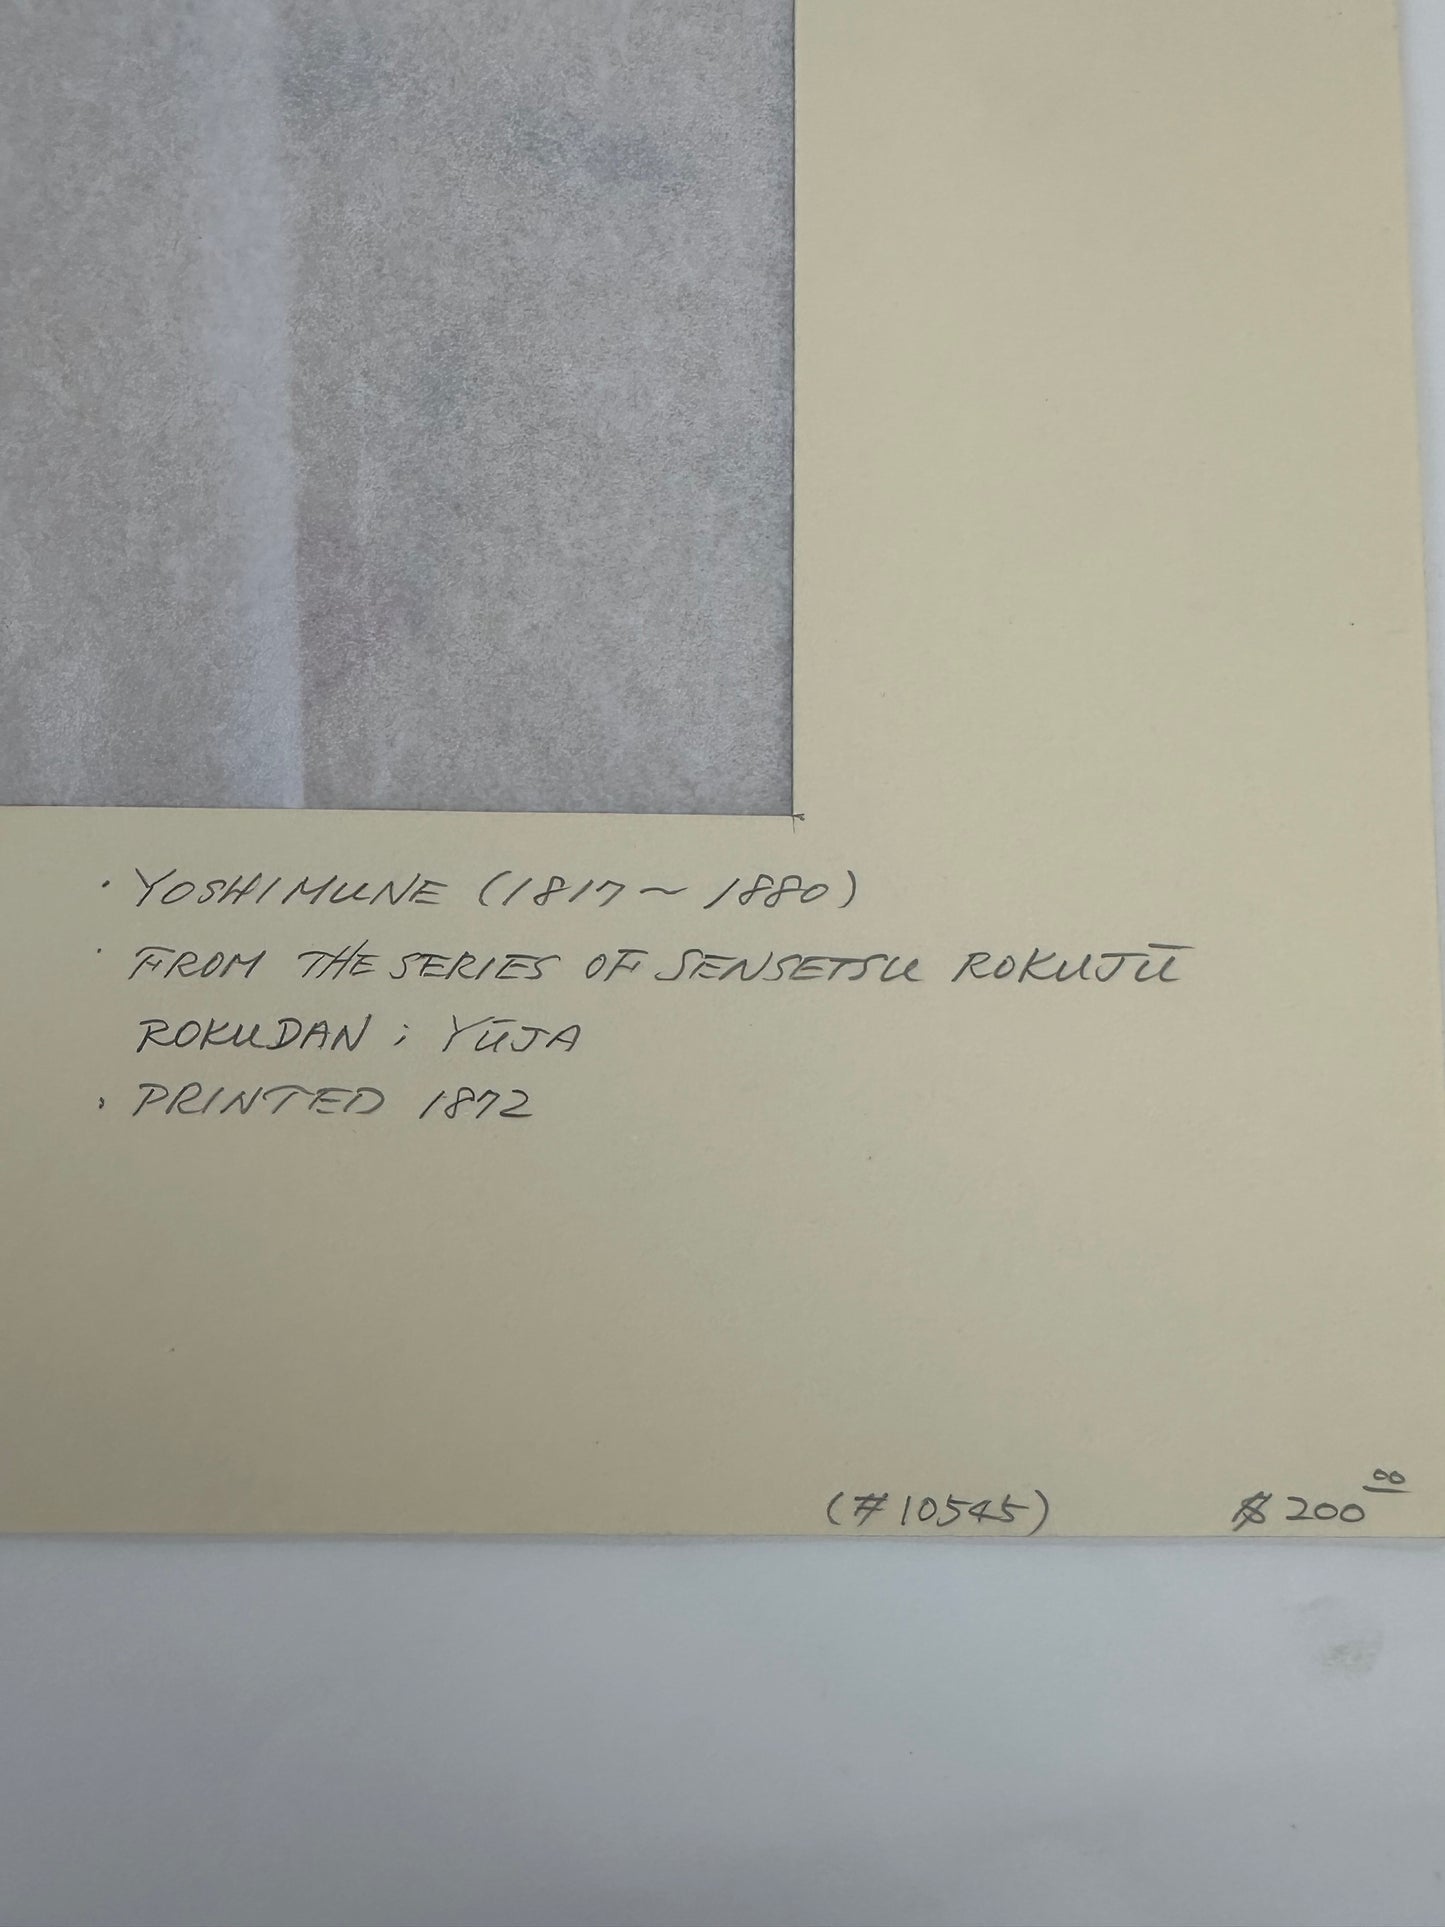 · YOSHIMUNE (1817～1880)
· FROM THE SERIES OF SENSETSU ROKUJŪ
ROKUDAN ; YŪJA
· PRINTED 1872
(#10545) $200.00